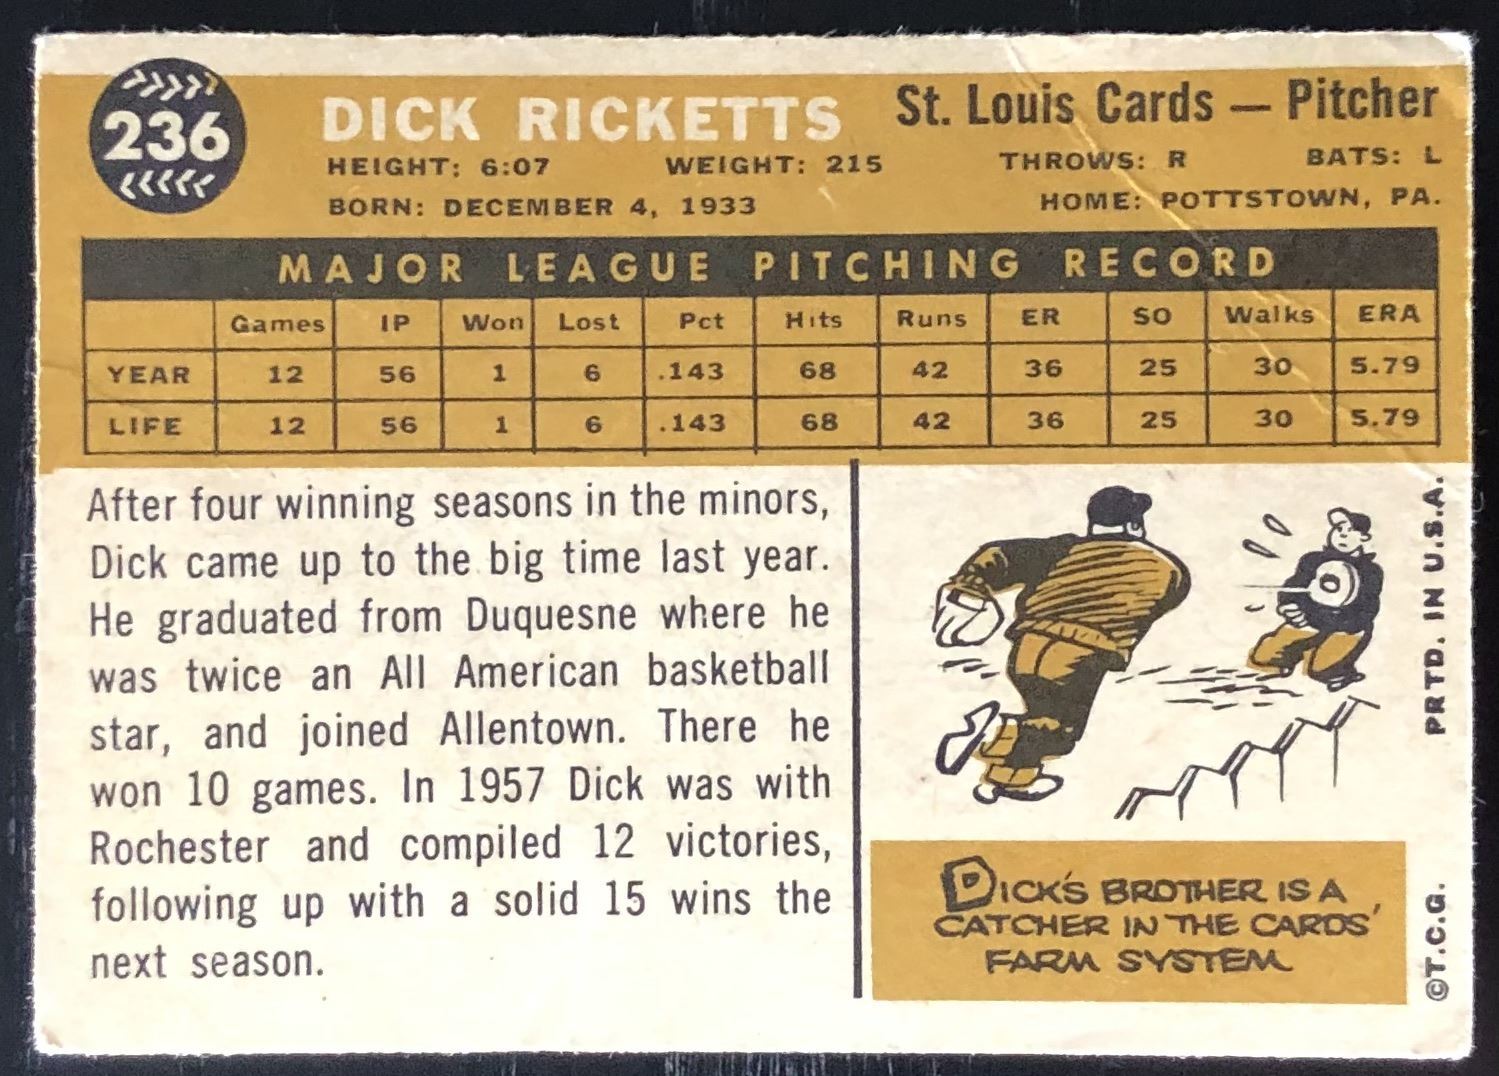 236
DICK RICKETTS
St. Louis Cards — Pitcher
HEIGHT: 6:07 WEIGHT: 215 THROWS: R BATS: L
BORN: DECEMBER 4, 1933 HOME: POTTSTOWN, PA.
MAJOR LEAGUE PITCHING RECORD
Games IP Won Lost Pct Hits Runs ER SO Walks ERA
YEAR 12 56 1 6 .143 68 42 36 25 30 5.79
LIFE 12 56 1 6 .143 68 42 36 25 30 5.79
After four winning seasons in the minors,
Dick came up to the big time last year.
He graduated from Duquesne where he
was twice an All American basketball
star, and joined Allentown. There he
won 10 games. In 1957 Dick was with
Rochester and compiled 12 victories,
following up with a solid 15 wins the
next season.
DICK'S BROTHER IS A
CATCHER IN THE CARDS'
FARM SYSTEM
©T.C.G. PRTD. IN U.S.A.